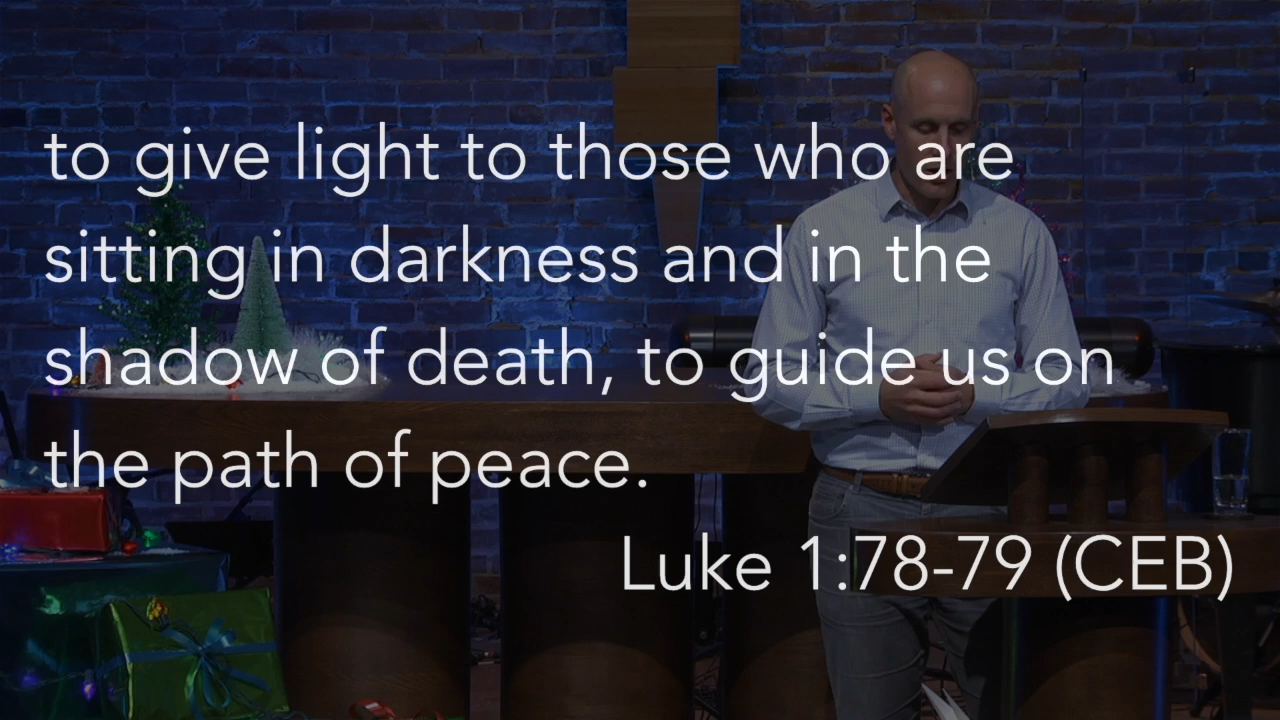 to give light to those who are
sitting in darkness and in the
shadow of death, to guide us on
the path of peace.
Luke 1:78-79 (CEB)